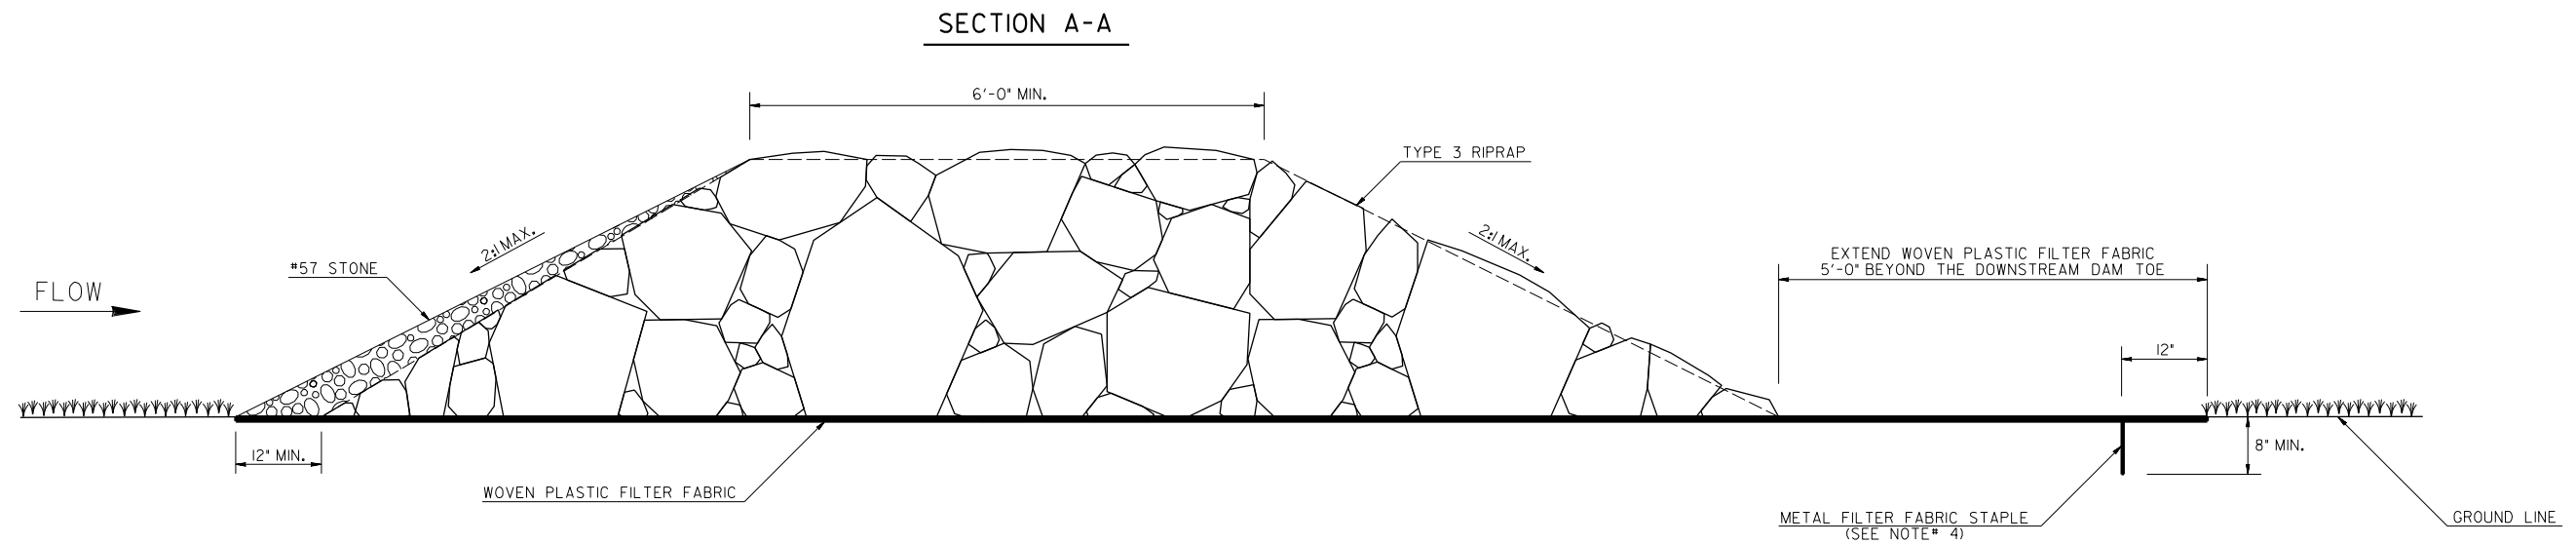 SECTION A-A
6'-0" MIN.
TYPE 3 RIPRAP
2:1 MAX.
2:1 MAX.
EXTEND WOVEN PLASTIC FILTER FABRIC
5'-0" BEYOND THE DOWNSTREAM DAM TOE
#57 STONE
FLOW
12"
12" MIN.
8" MIN.
WOVEN PLASTIC FILTER FABRIC
METAL FILTER FABRIC STAPLE
(SEE NOTE# 4)
GROUND LINE